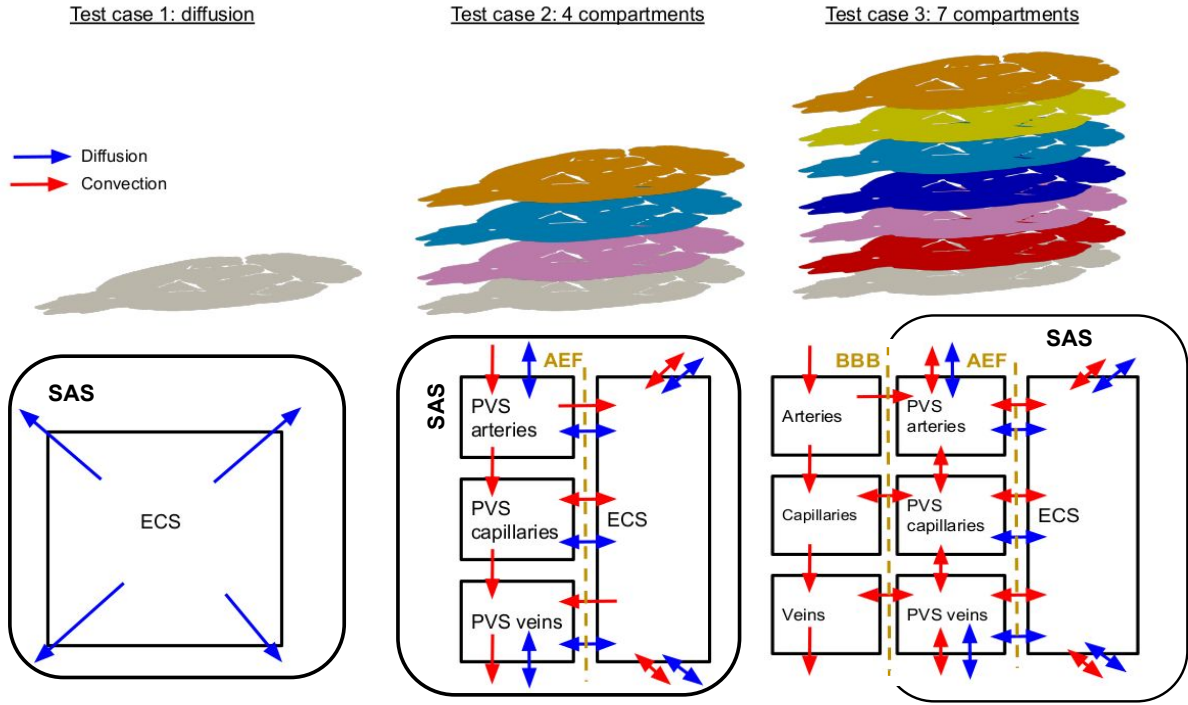 Test case 1: diffusion
Test case 2: 4 compartments
Test case 3: 7 compartments
Diffusion
Convection
SAS
ECS
SAS
AEF
PVS
arteries
PVS
capillaries
ECS
PVS veins
SAS
BBB
AEF
Arteries
PVS
arteries
Capillaries
PVS
capillaries
ECS
Veins
PVS veins